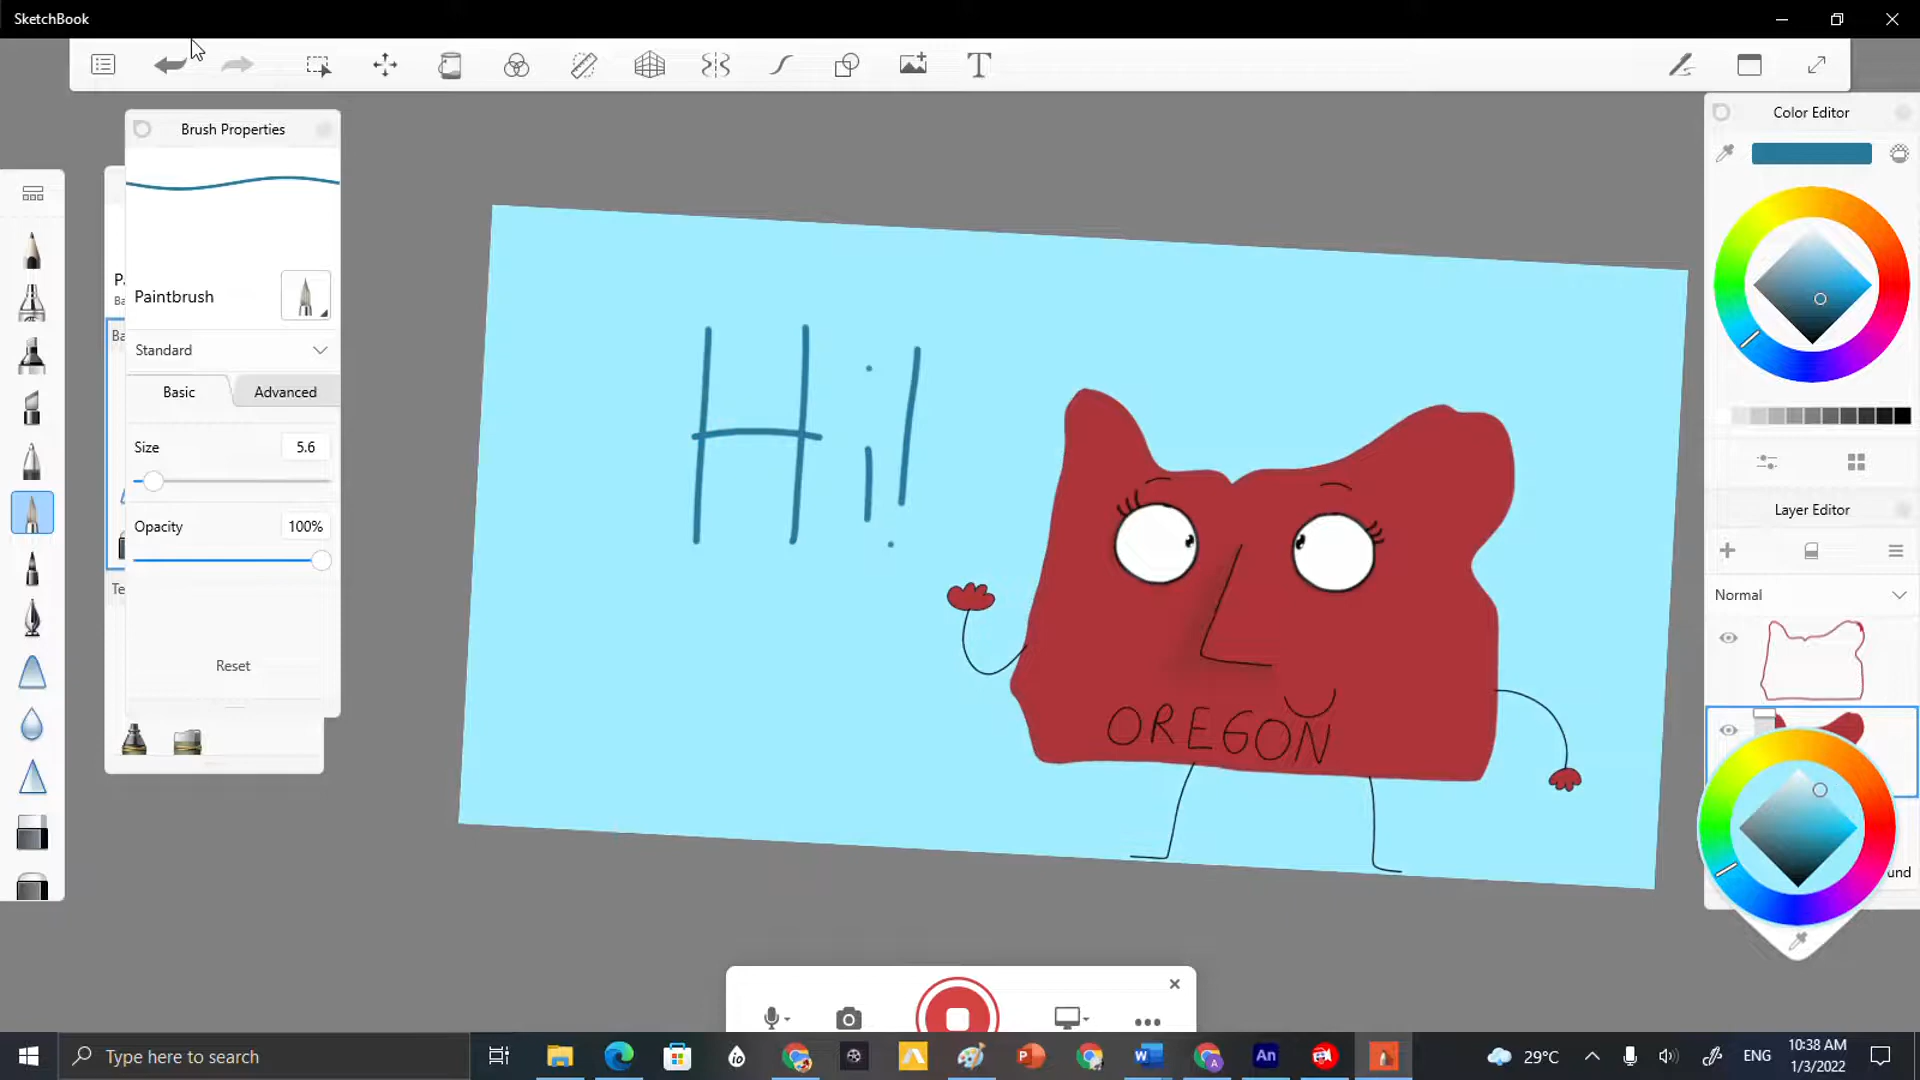 SketchBook
Brush Properties
Color Editor
Paintbrush
Standard
Basic
Advanced
Size
5.6
Opacity
100%
Reset
Hi!
OREGON
Layer Editor
Normal
Type here to search
29°C
ENG
10:38 AM
1/3/2022